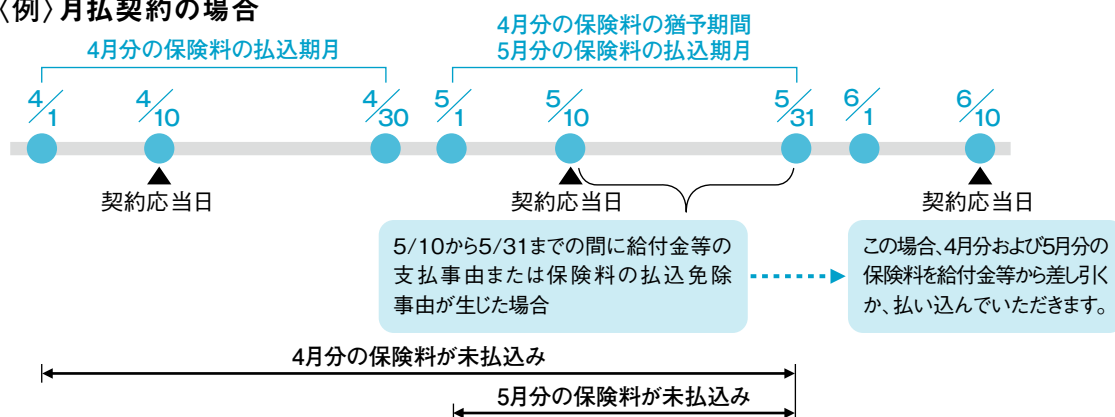 〈例〉月払契約の場合
4月分の保険料の払込期月
4月分の保険料の猶予期間
5月分の保険料の払込期月
4/1
4/10
4/30
5/1
5/10
5/31
6/1
6/10
契約応当日
契約応当日
契約応当日
5/10から5/31までの間に給付金等の
支払事由または保険料の払込免除
事由が生じた場合
この場合、4月分および5月分の
保険料を給付金等から差し引く
か、払い込んでいただきます。
4月分の保険料が未払込み
5月分の保険料が未払込み